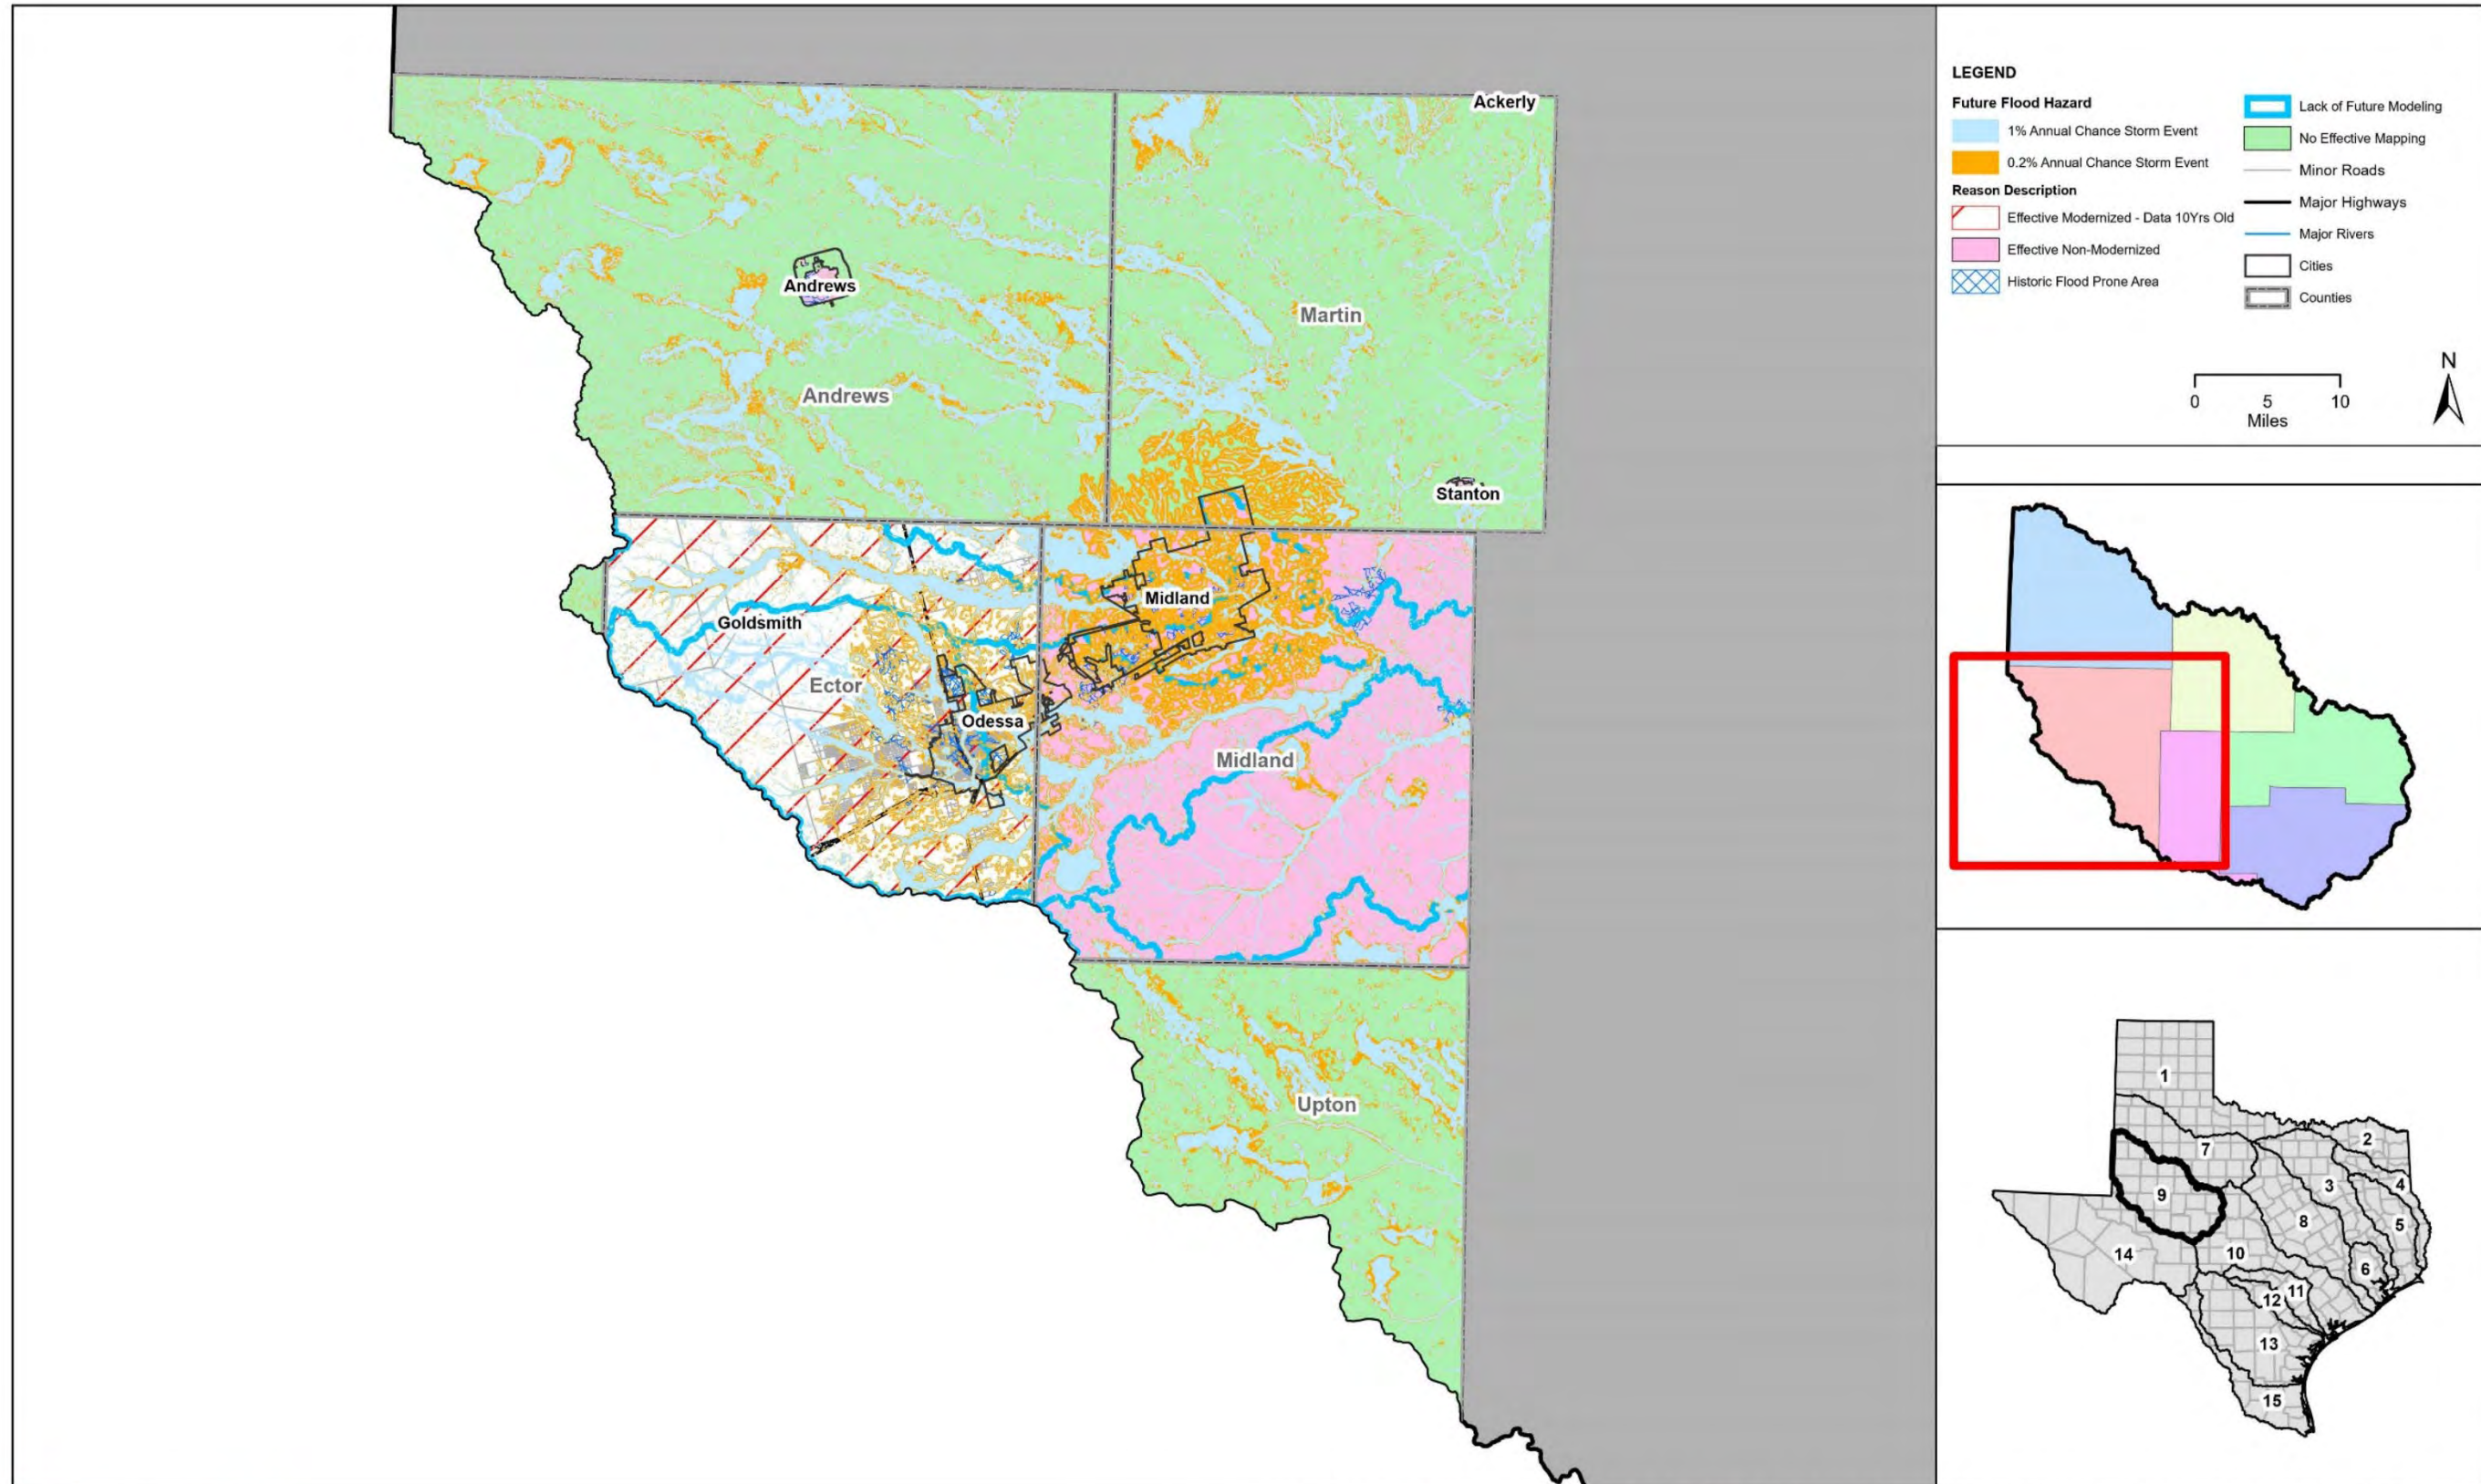 Ackerly
Andrews
Martin
Andrews
Stanton
Midland
Goldsmith
Ector
Odessa
Midland
Upton
LEGEND
Future Flood Hazard
1% Annual Chance Storm Event
0.2% Annual Chance Storm Event
Reason Description
Effective Modernized - Data 10Yrs Old
Effective Non-Modernized
Historic Flood Prone Area
Lack of Future Modeling
No Effective Mapping
Minor Roads
Major Highways
Major Rivers
Cities
Counties
N
0 5 10
Miles
1
2
7
3
4
9
8
5
14
10
6
11
12
13
15